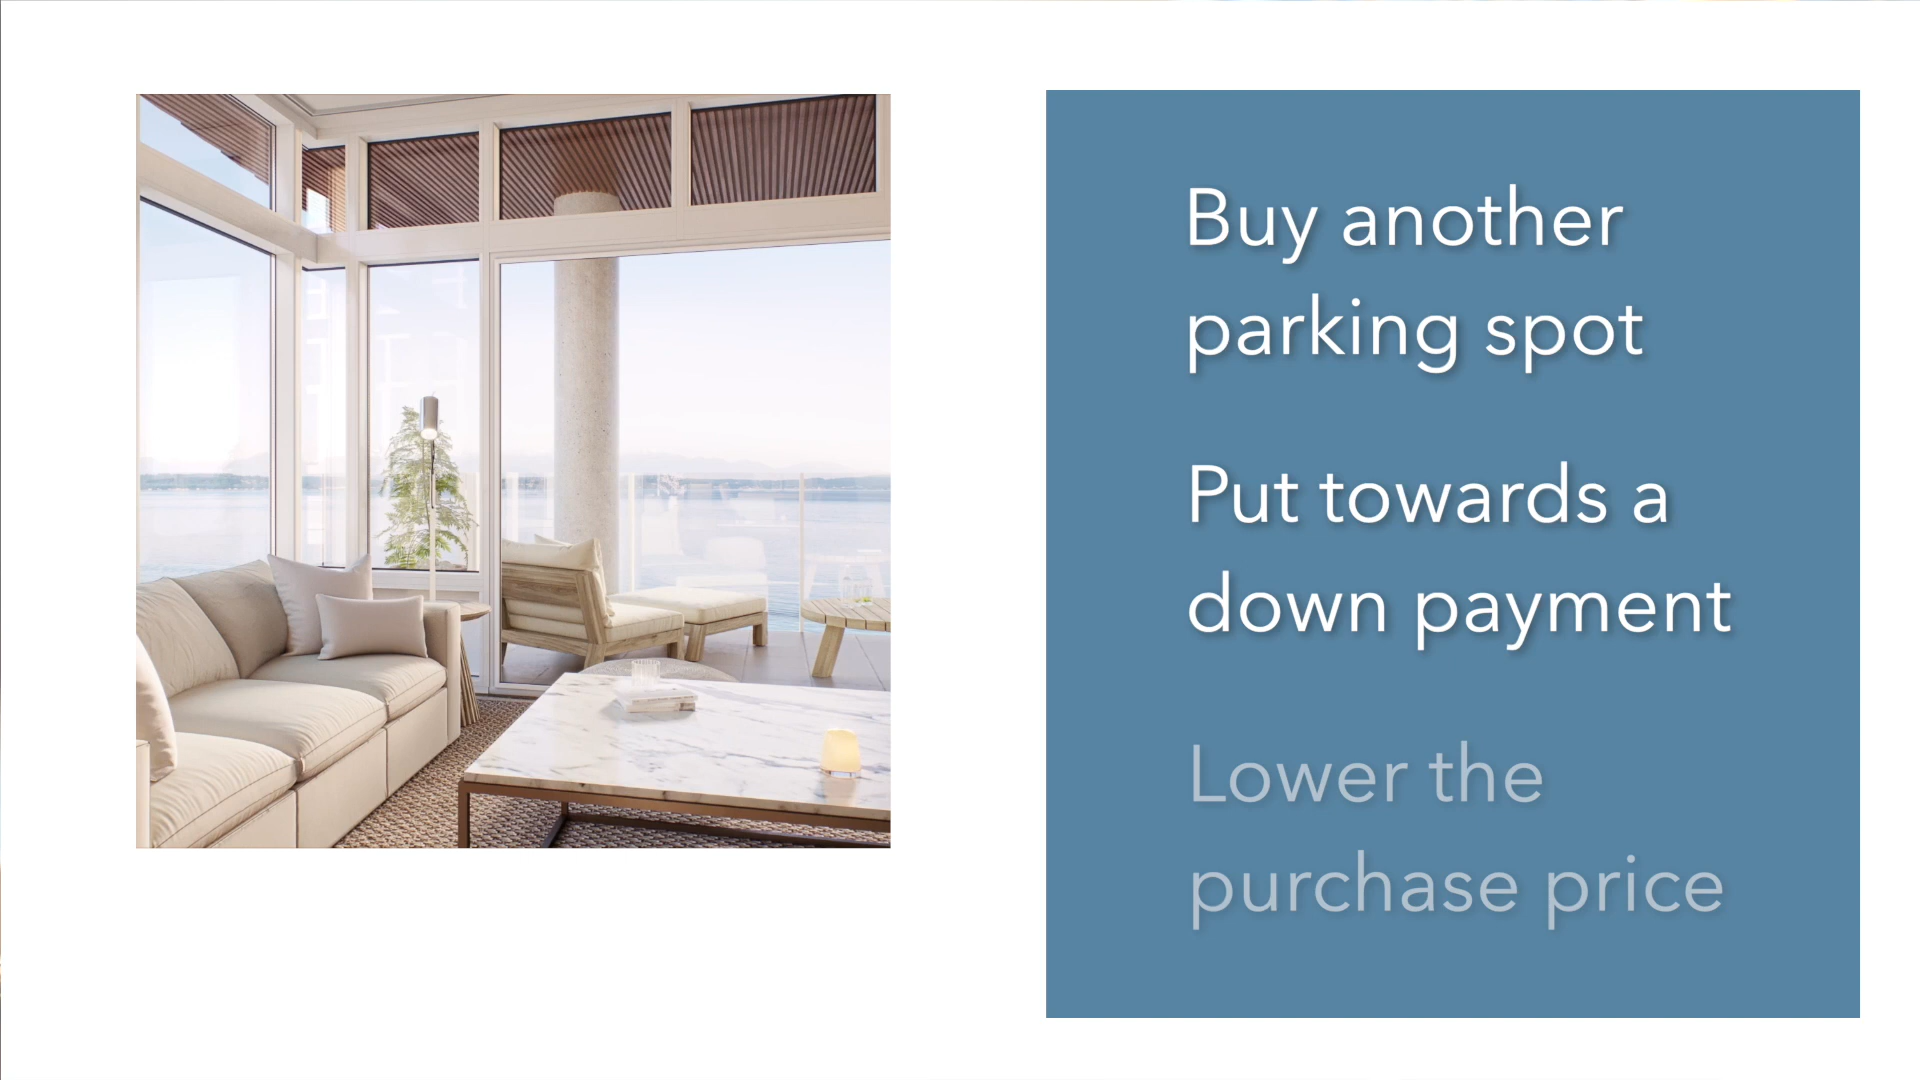 Buy another
parking spot
Put towards a
down payment
Lower the
purchase price